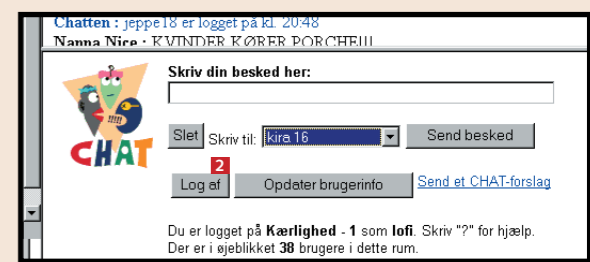 Chatten : jeppe18 er logget på kl. 20:48
Nanna Nice : KVINDER KØRER PORCHE!!!
Skriv din besked her:
Slet Skriv til: kira 16 Send besked
CHAT
2
Log af Opdater brugerinfo Send et CHAT-forslag
Du er logget på Kærlighed - 1 som lofi. Skriv "?" for hjælp.
Der er i øjeblikket 38 brugere i dette rum.